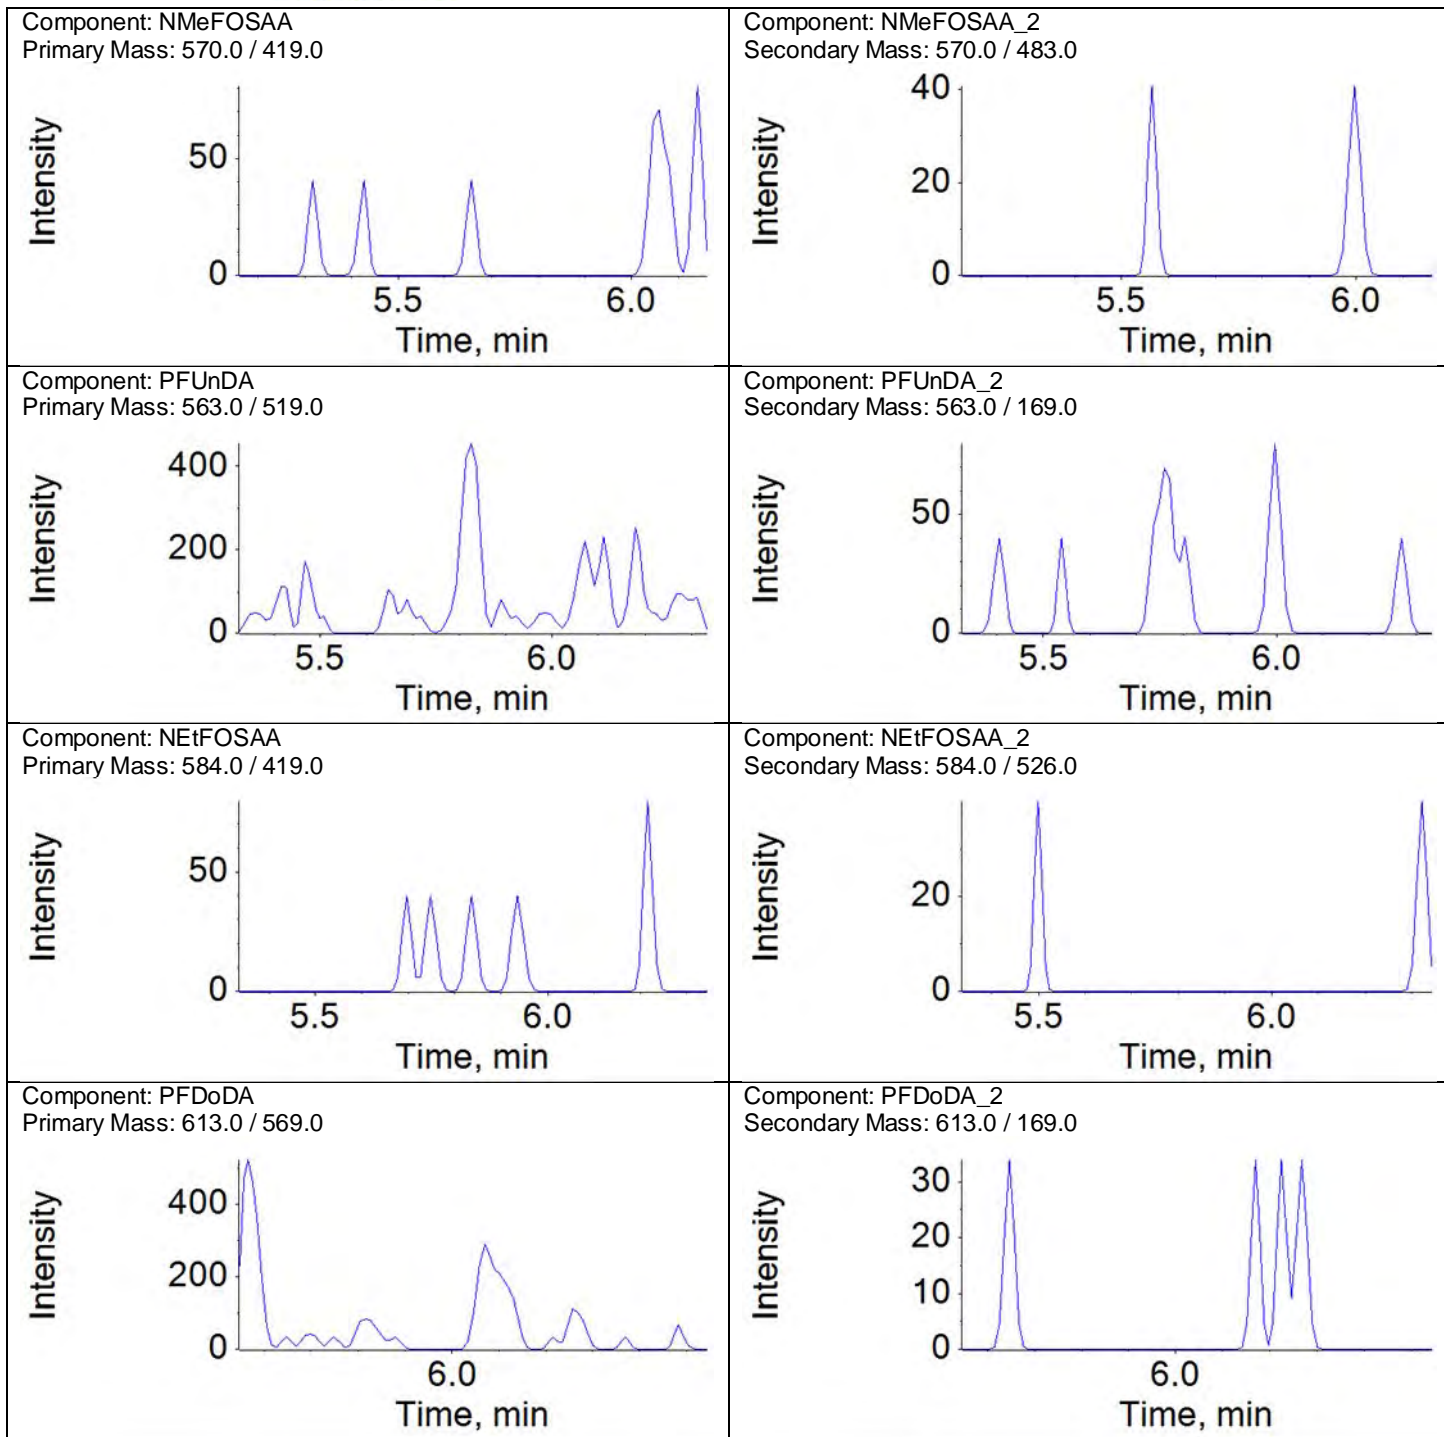 Component: NMeFOSAA
Primary Mass: 570.0 / 419.0
Intensity
50
0
5.5 6.0
Time, min
Component: NMeFOSAA_2
Secondary Mass: 570.0 / 483.0
Intensity
40
20
0
5.5 6.0
Time, min
Component: PFUnDA
Primary Mass: 563.0 / 519.0
Intensity
400
200
0
5.5 6.0
Time, min
Component: PFUnDA_2
Secondary Mass: 563.0 / 169.0
Intensity
50
0
5.5 6.0
Time, min
Component: NEtFOSAA
Primary Mass: 584.0 / 419.0
Intensity
50
0
5.5 6.0
Time, min
Component: NEtFOSAA_2
Secondary Mass: 584.0 / 526.0
Intensity
20
0
5.5 6.0
Time, min
Component: PFDoDA
Primary Mass: 613.0 / 569.0
Intensity
400
200
0
6.0
Time, min
Component: PFDoDA_2
Secondary Mass: 613.0 / 169.0
Intensity
30
20
10
0
6.0
Time, min